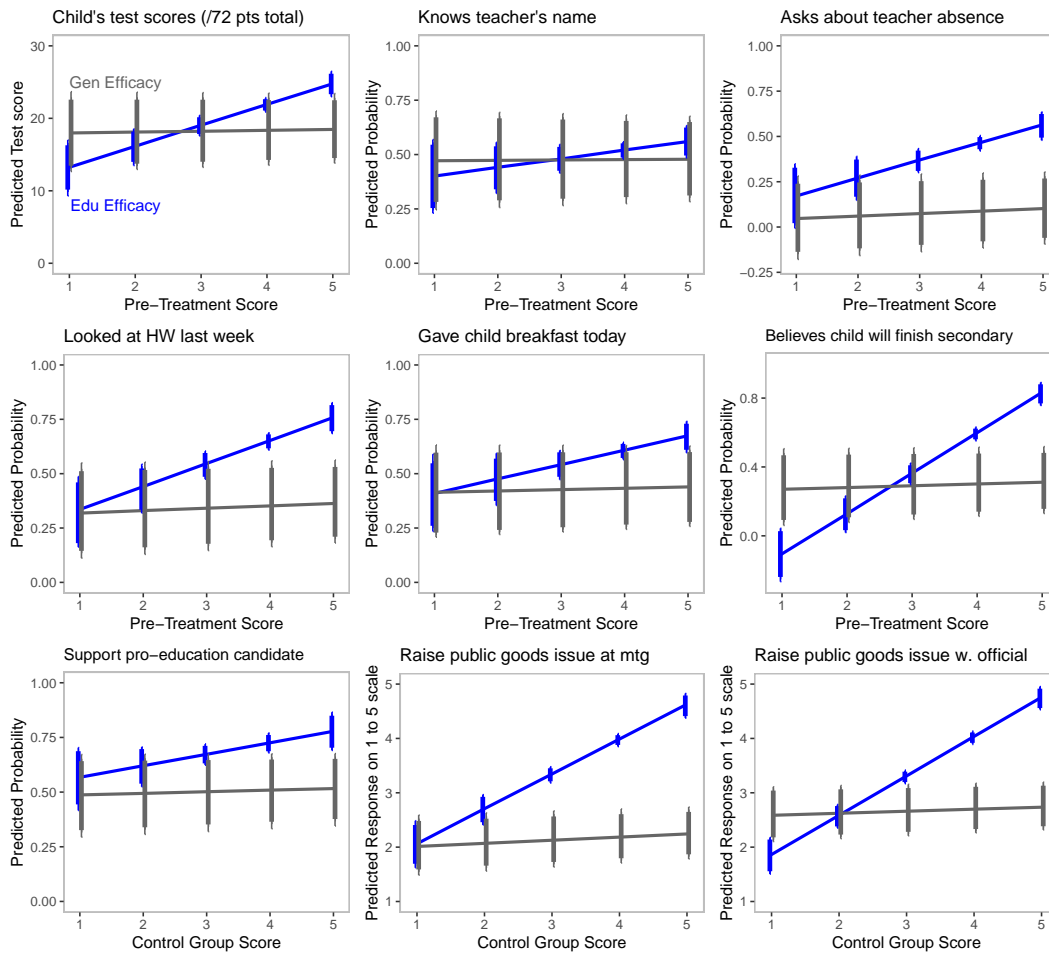 Child's test scores (/72 pts total)
Predicted Test score
30
20
10
0
Gen Efficacy
Edu Efficacy
1 2 3 4 5
Pre−Treatment Score
Knows teacher's name
Predicted Probability
1.00
0.75
0.50
0.25
0.00
1 2 3 4 5
Pre−Treatment Score
Asks about teacher absence
Predicted Probability
1.00
0.75
0.50
0.25
0.00
−0.25
1 2 3 4 5
Pre−Treatment Score
Looked at HW last week
Predicted Probability
1.00
0.75
0.50
0.25
0.00
1 2 3 4 5
Pre−Treatment Score
Gave child breakfast today
Predicted Probability
1.00
0.75
0.50
0.25
0.00
1 2 3 4 5
Pre−Treatment Score
Believes child will finish secondary
Predicted Probability
0.8
0.4
0.0
1 2 3 4 5
Pre−Treatment Score
Support pro−education candidate
Predicted Probability
1.00
0.75
0.50
0.25
0.00
1 2 3 4 5
Control Group Score
Raise public goods issue at mtg
Predicted Response on 1 to 5 scale
5
4
3
2
1
1 2 3 4 5
Control Group Score
Raise public goods issue w. official
Predicted Response on 1 to 5 scale
5
4
3
2
1
1 2 3 4 5
Control Group Score